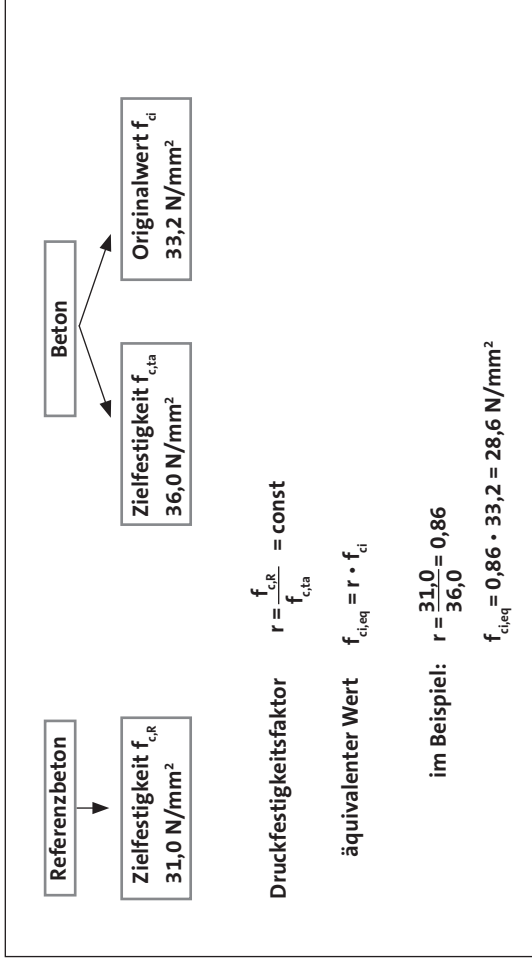 Referenzbeton
Zielfestigkeit f_c,R
31,0 N/mm²
Beton
Zielfestigkeit f_c,ta
36,0 N/mm²
Originalwert f_ci
33,2 N/mm²
Druckfestigkeitsfaktor r = f_c,R / f_c,ta = const
äquivalenter Wert f_ci,eq = r • f_ci
im Beispiel: r = 31,0 / 36,0 = 0,86
f_ci,eq = 0,86 • 33,2 = 28,6 N/mm²